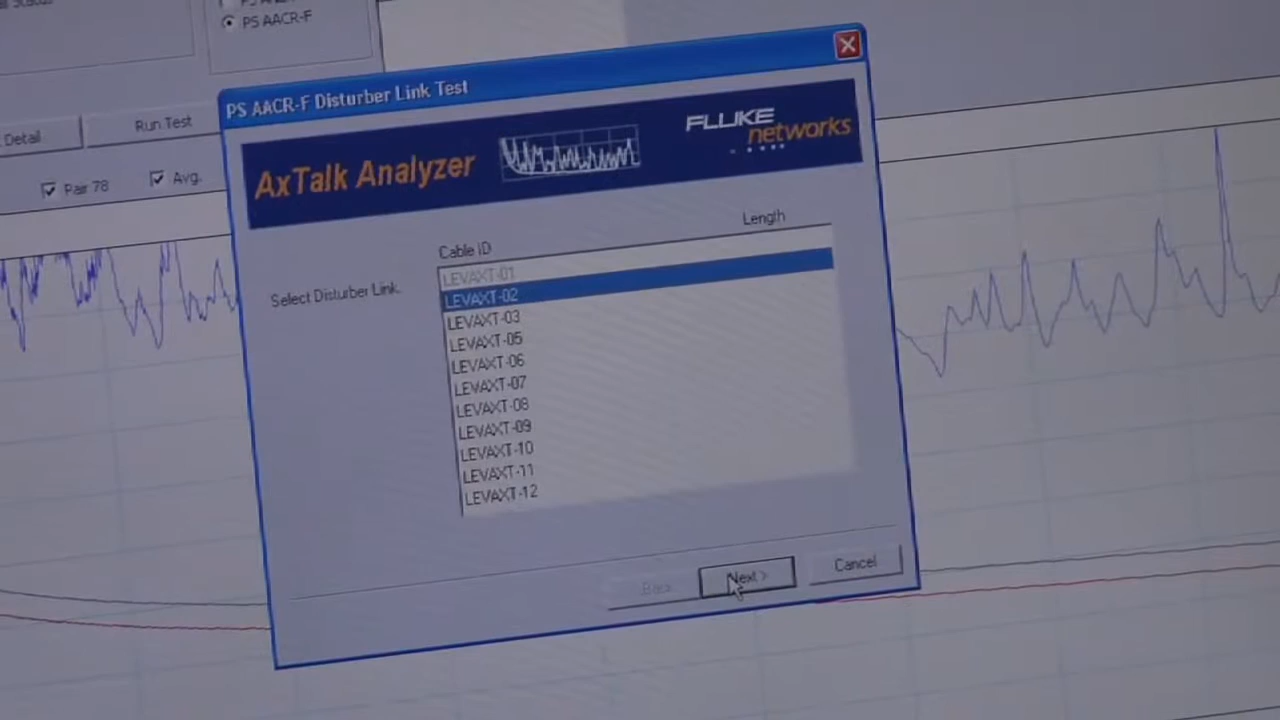 PS AACR-F
PS AACR-F Disturber Link Test
Detail
Run Test
AxTalk Analyzer
FLUKE
networks
Pair 78
Avg.
Length
Cable ID
Select Disturber Link.
LEVAXT-01
LEVAXT-02
LEVAXT-03
LEVAXT-05
LEVAXT-06
LEVAXT-07
LEVAXT-08
LEVAXT-09
LEVAXT-10
LEVAXT-11
LEVAXT-12
Back
Next >
Cancel